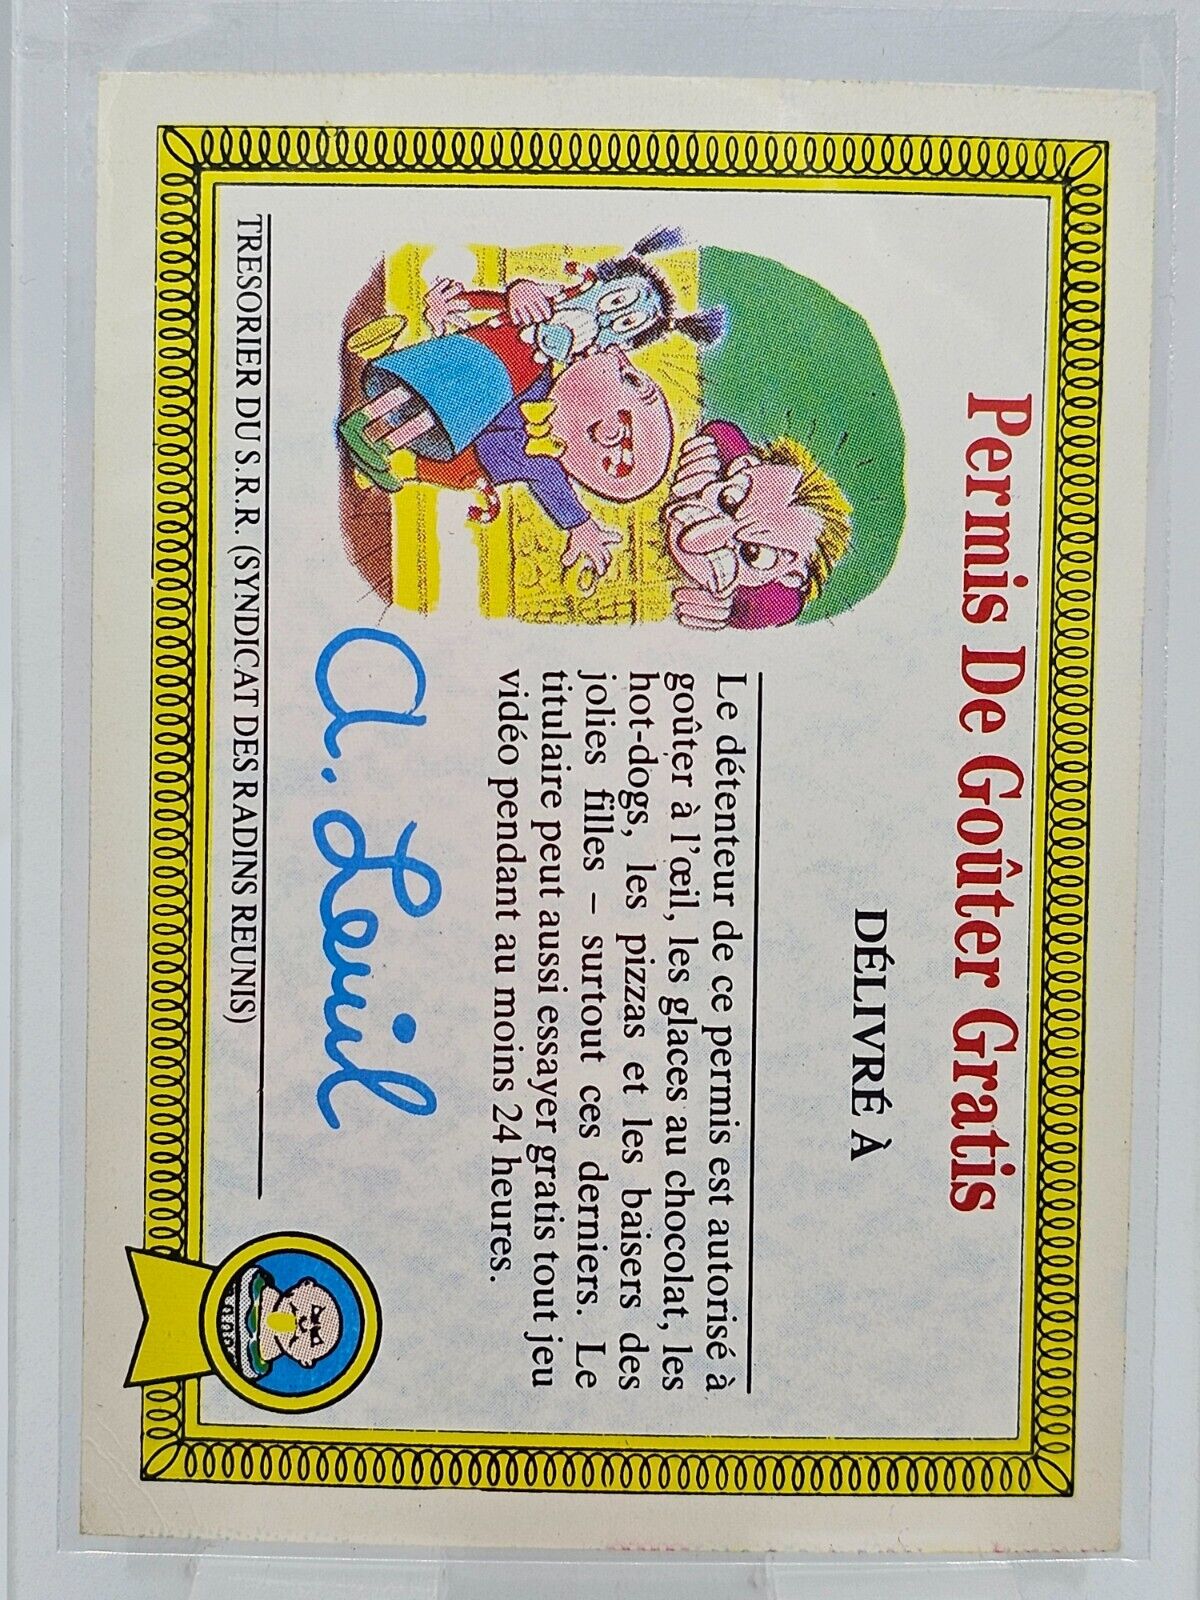 Permis De Goûter Gratis
DÉLIVRÉ À
Le détenteur de ce permis est autorisé à
goûter à l'œil, les glaces au chocolat, les
hot-dogs, les pizzas et les baisers des
jolies filles – surtout ces derniers. Le
titulaire peut aussi essayer gratis tout jeu
vidéo pendant au moins 24 heures.
A. Leuil
TRESORIER DU S.R.R. (SYNDICAT DES RADINS REUNIS)